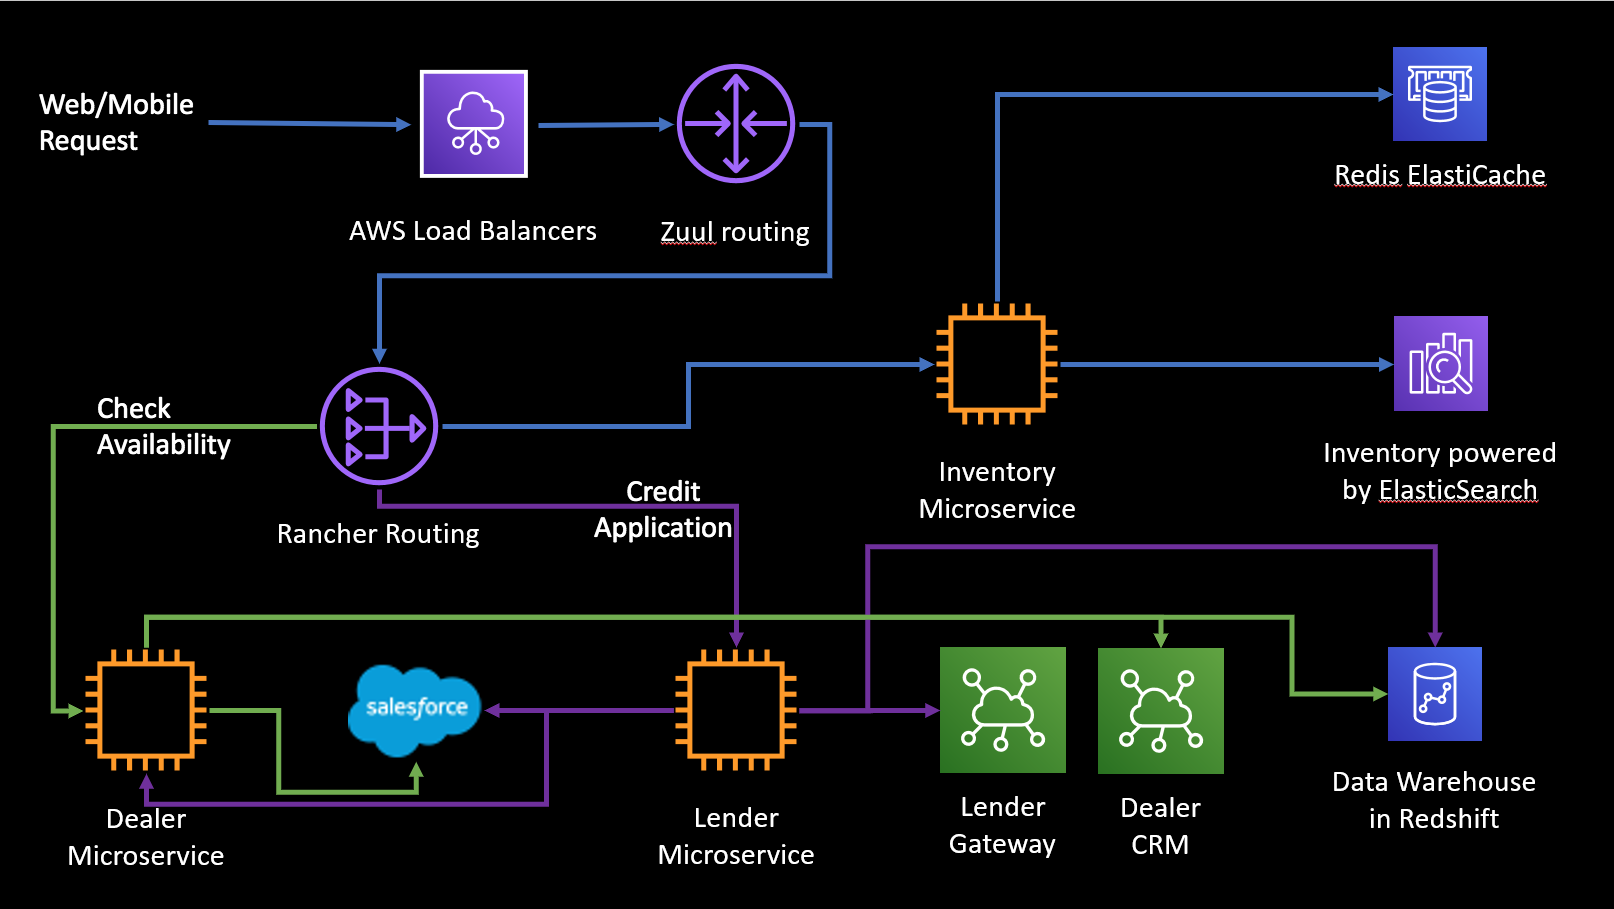 Web/Mobile
Request
AWS Load Balancers
Zuul routing
Redis ElastiCache
Check
Availability
Rancher Routing
Credit
Application
Inventory
Microservice
Inventory powered
by ElasticSearch
Dealer
Microservice
salesforce
Lender
Microservice
Lender
Gateway
Dealer
CRM
Data Warehouse
in Redshift